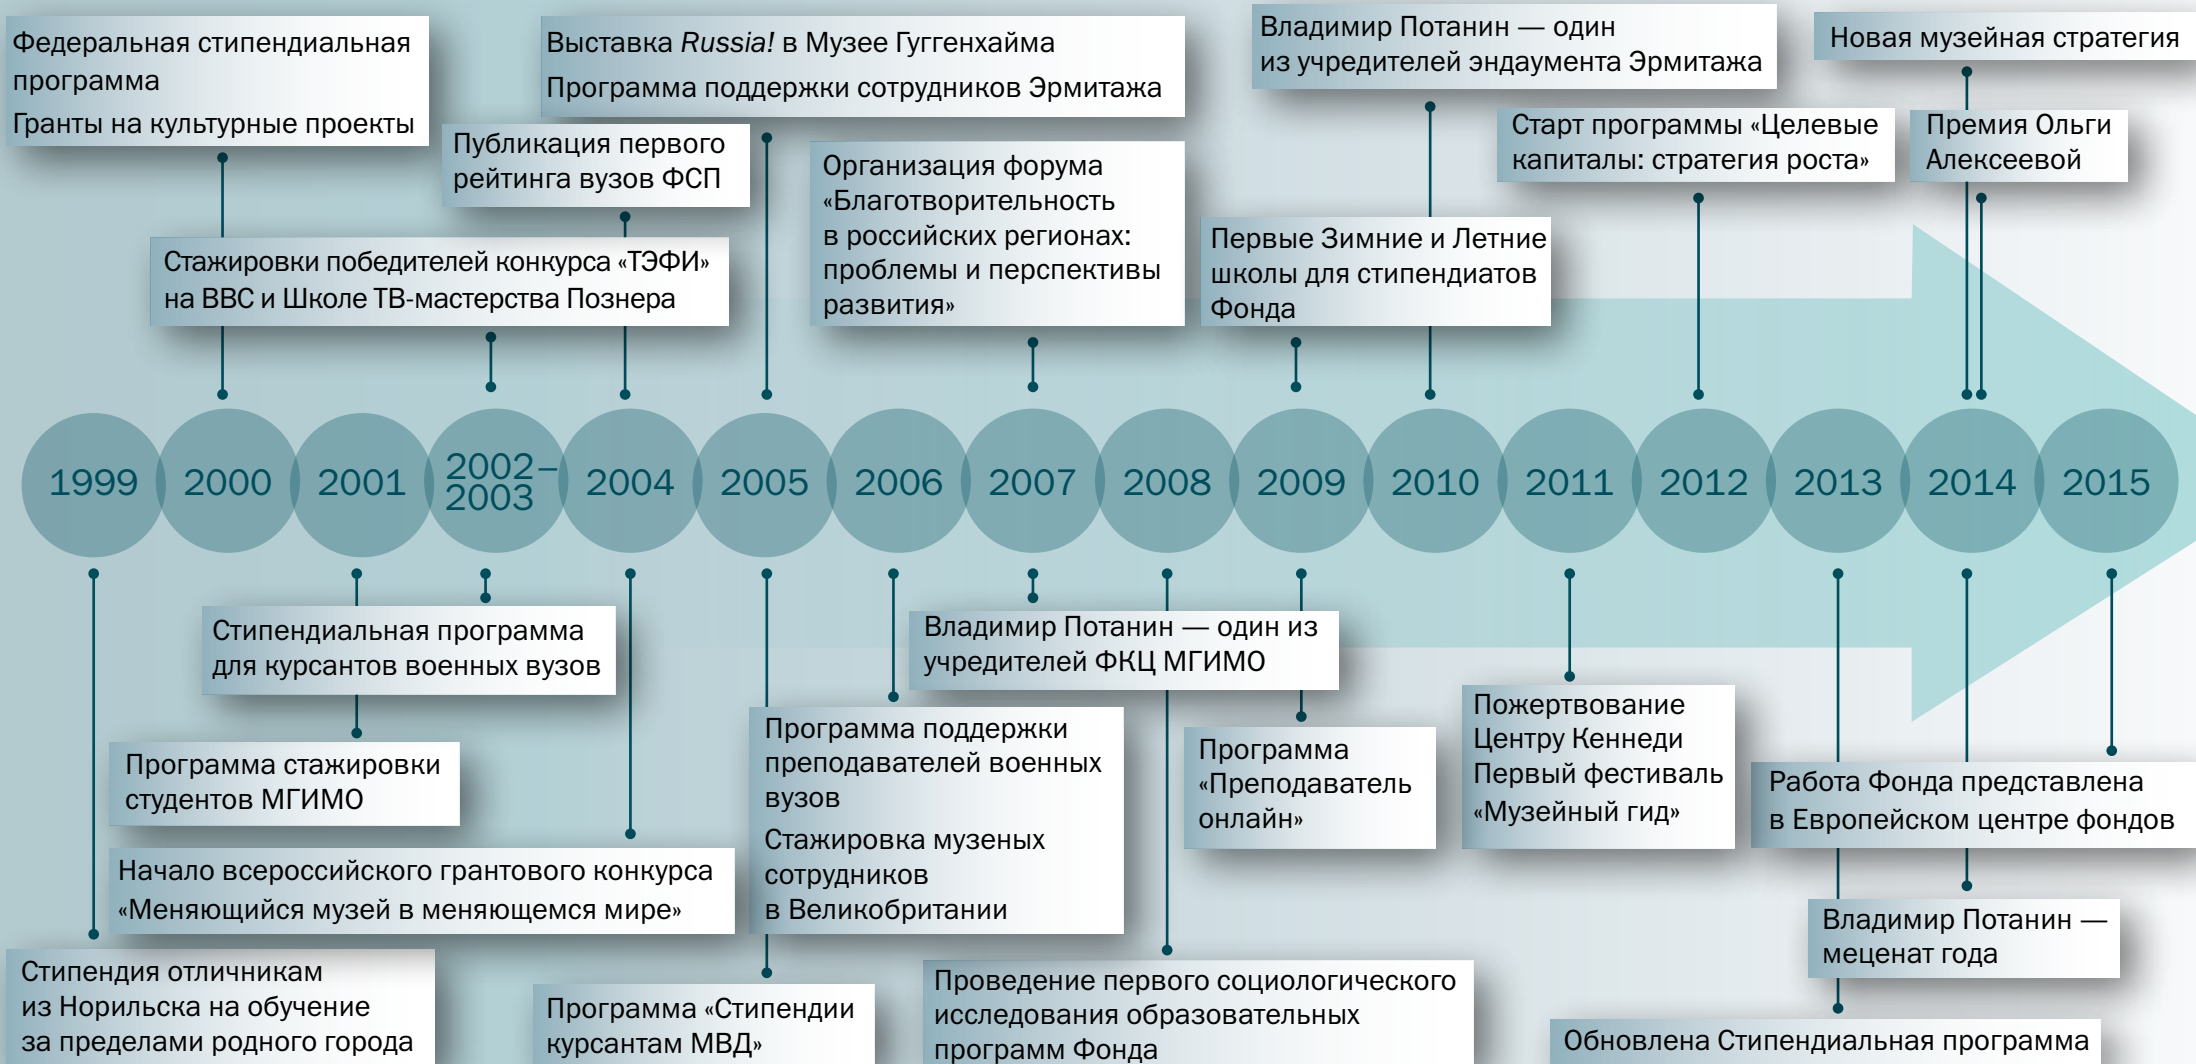 Федеральная стипендиальная
программа
Гранты на культурные проекты
Выставка Russia! в Музее Гуггенхайма
Программа поддержки сотрудников Эрмитажа
Владимир Потанин — один
из учредителей эндаумента Эрмитажа
Новая музейная стратегия
Публикация первого
рейтинга вузов ФСП
Организация форума
«Благотворительность
в российских регионах:
проблемы и перспективы
развития»
Старт программы «Целевые
капиталы: стратегия роста»
Премия Ольги
Алексеевой
Стажировки победителей конкурса «ТЭФИ»
на BBC и Школе ТВ-мастерства Познера
Первые Зимние и Летние
школы для стипендиатов
Фонда
1999
2000
2001
2002–
2003
2004
2005
2006
2007
2008
2009
2010
2011
2012
2013
2014
2015
Стипендиальная программа
для курсантов военных вузов
Владимир Потанин — один из
учредителей ФКЦ МГИМО
Программа стажировки
студентов МГИМО
Программа поддержки
преподавателей военных
вузов
Стажировка музеных
сотрудников
в Великобритании
Программа
«Преподаватель
онлайн»
Пожертвование
Центру Кеннеди
Первый фестиваль
«Музейный гид»
Работа Фонда представлена
в Европейском центре фондов
Начало всероссийского грантового конкурса
«Меняющийся музей в меняющемся мире»
Владимир Потанин —
меценат года
Стипендия отличникам
из Норильска на обучение
за пределами родного города
Программа «Стипендии
курсантам МВД»
Проведение первого социологического
исследования образовательных
программ Фонда
Обновлена Стипендиальная программа